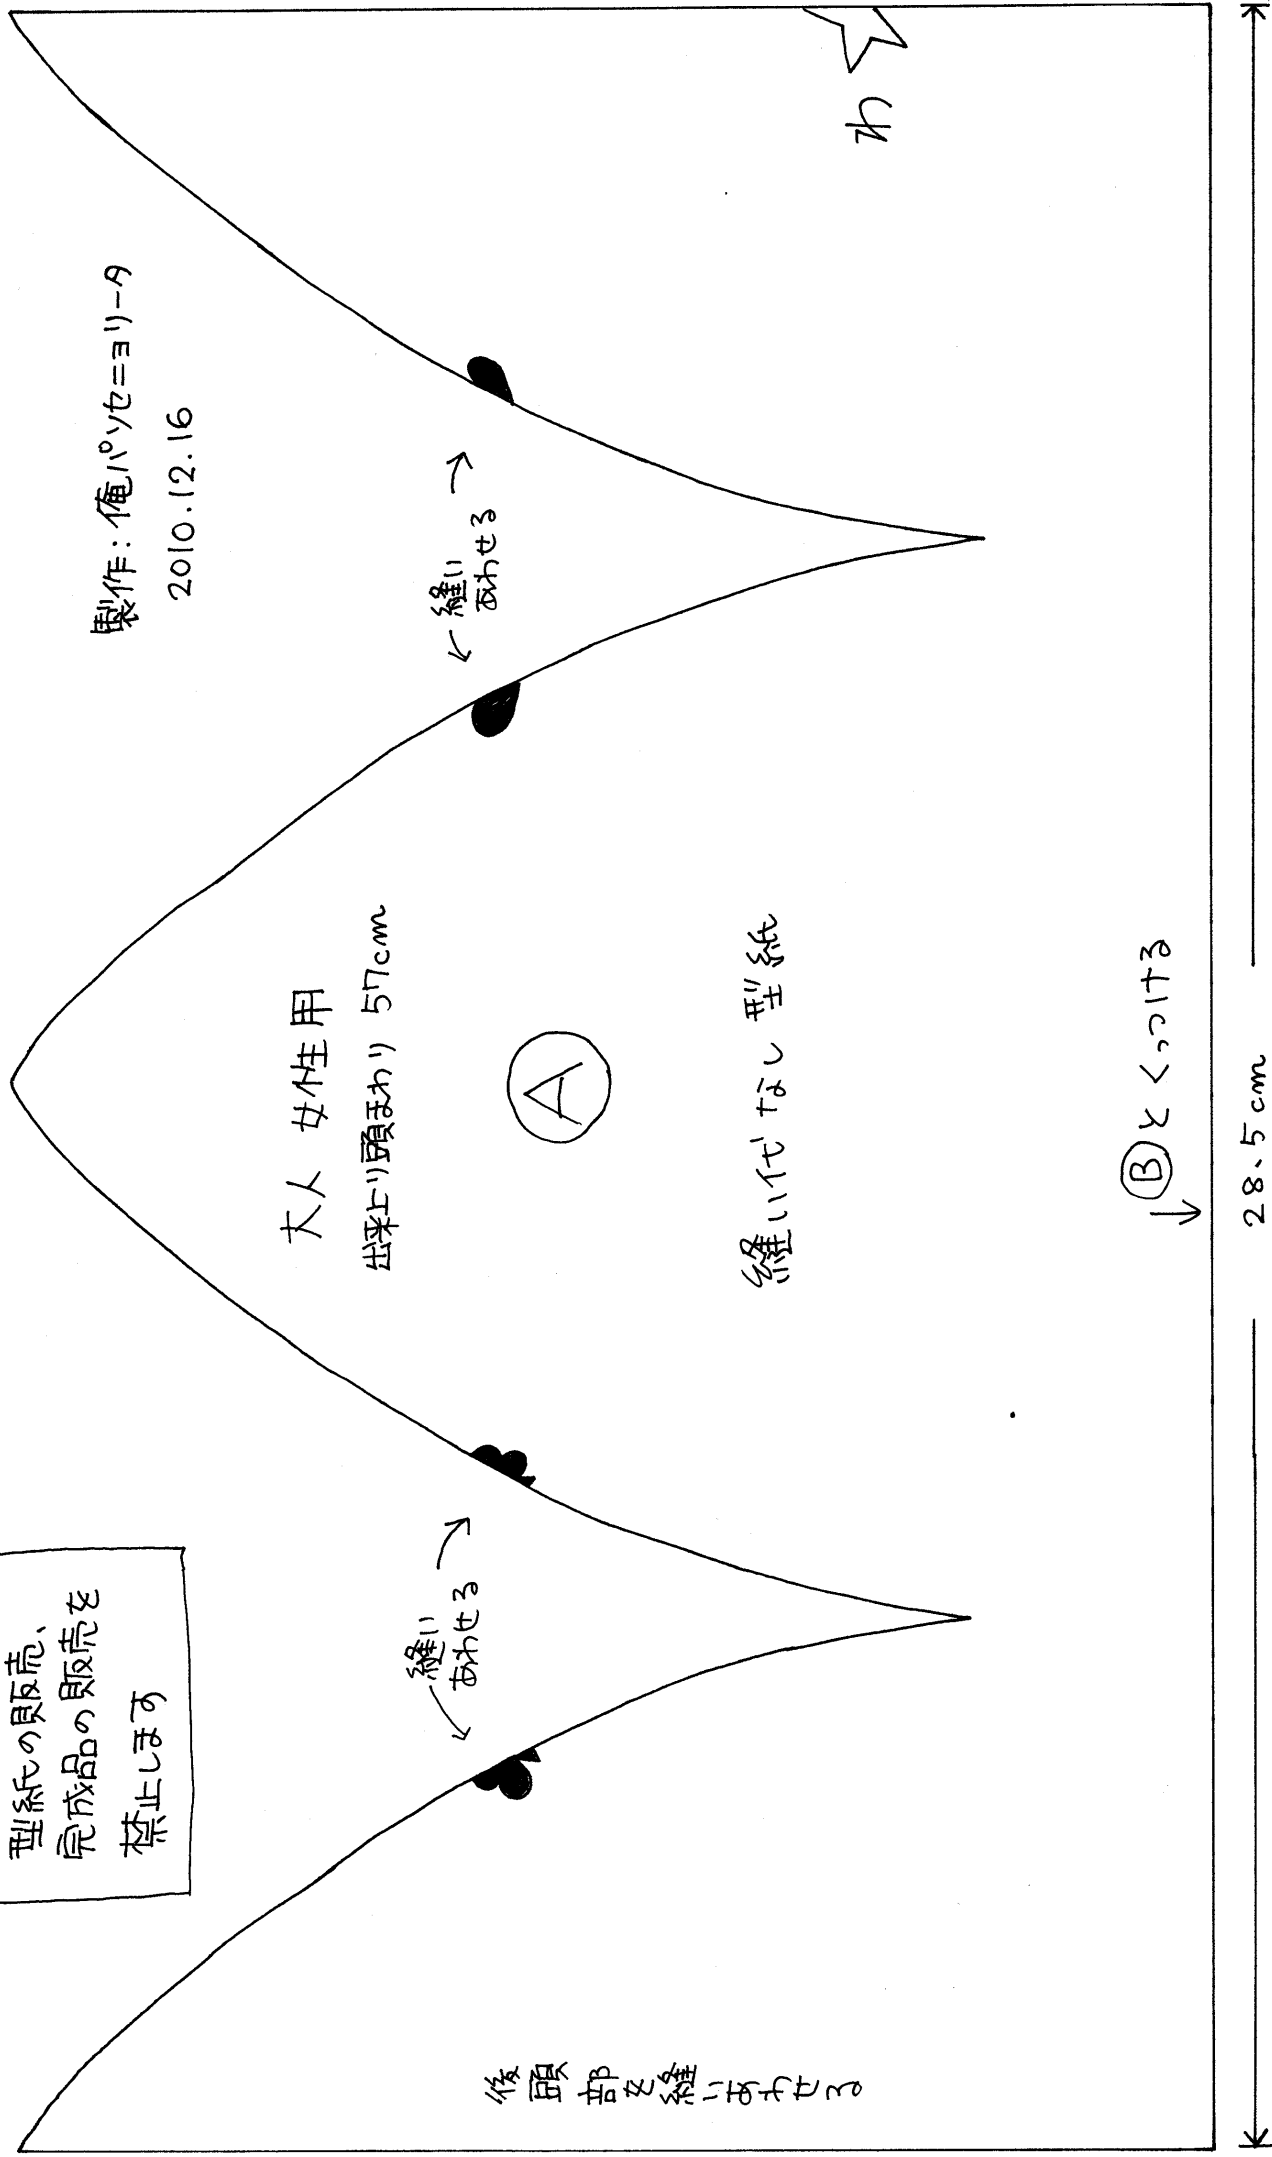 型紙の販売、
完成品の販売を
禁止します
製作：俺パッセニョリータ
2010.12.16
←縫い
あわせる→
←縫い
あわせる→
大人 女性用
出来上り頭まわり 57cm
A
縫い代なし型紙
後頭部を縫いあわせる
わ
↓Ⓑとくっつける
28.5cm